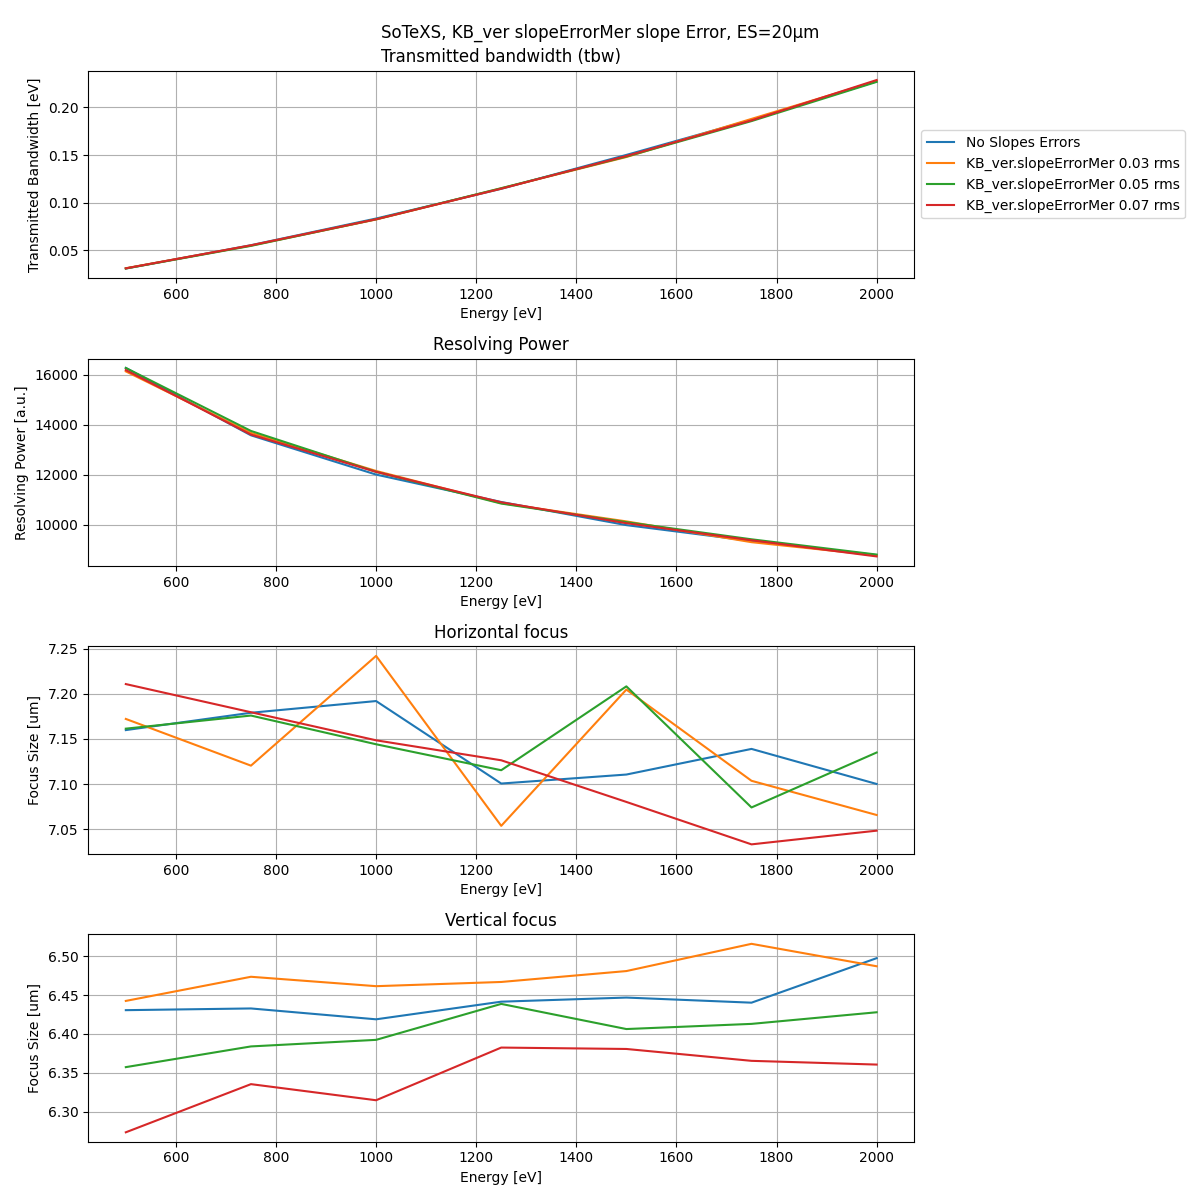 SoTeXS, KB_ver slopeErrorMer slope Error, ES=20μm
Transmitted bandwidth (tbw)
Transmitted Bandwidth [eV]
0.20
0.15
0.10
0.05
600 800 1000 1200 1400 1600 1800 2000
Energy [eV]
No Slopes Errors
KB_ver.slopeErrorMer 0.03 rms
KB_ver.slopeErrorMer 0.05 rms
KB_ver.slopeErrorMer 0.07 rms
Resolving Power
Resolving Power [a.u.]
16000
14000
12000
10000
600 800 1000 1200 1400 1600 1800 2000
Energy [eV]
Horizontal focus
Focus Size [um]
7.25
7.20
7.15
7.10
7.05
600 800 1000 1200 1400 1600 1800 2000
Energy [eV]
Vertical focus
Focus Size [um]
6.50
6.45
6.40
6.35
6.30
600 800 1000 1200 1400 1600 1800 2000
Energy [eV]